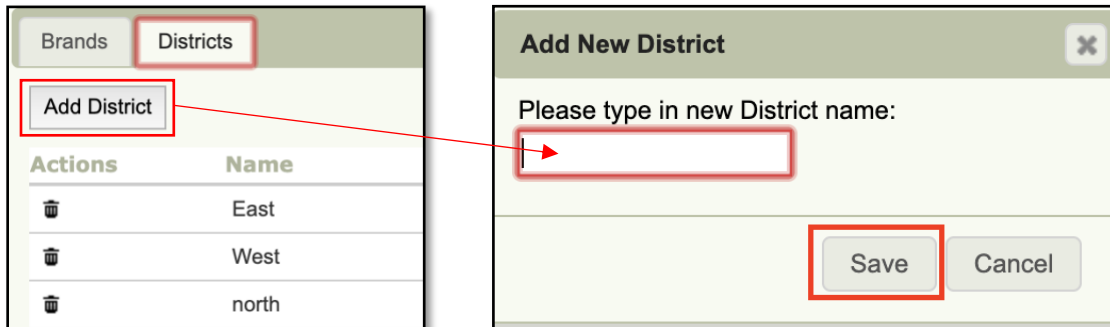 Brands Districts
Add District
Actions Name
East
West
north
Add New District
Please type in new District name:
Save Cancel